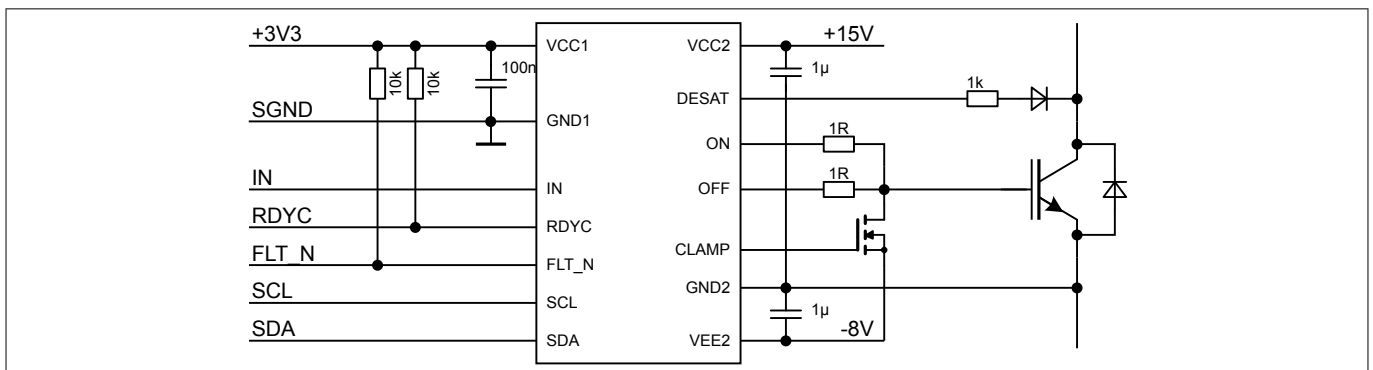 +3V3
10k
10k
100n
VCC1
SGND
GND1
IN
IN
RDYC
RDYC
FLT_N
FLT_N
SCL
SCL
SDA
SDA
VCC2
+15V
1µ
DESAT
1k
ON
1R
OFF
1R
CLAMP
GND2
1µ
VEE2
-8V